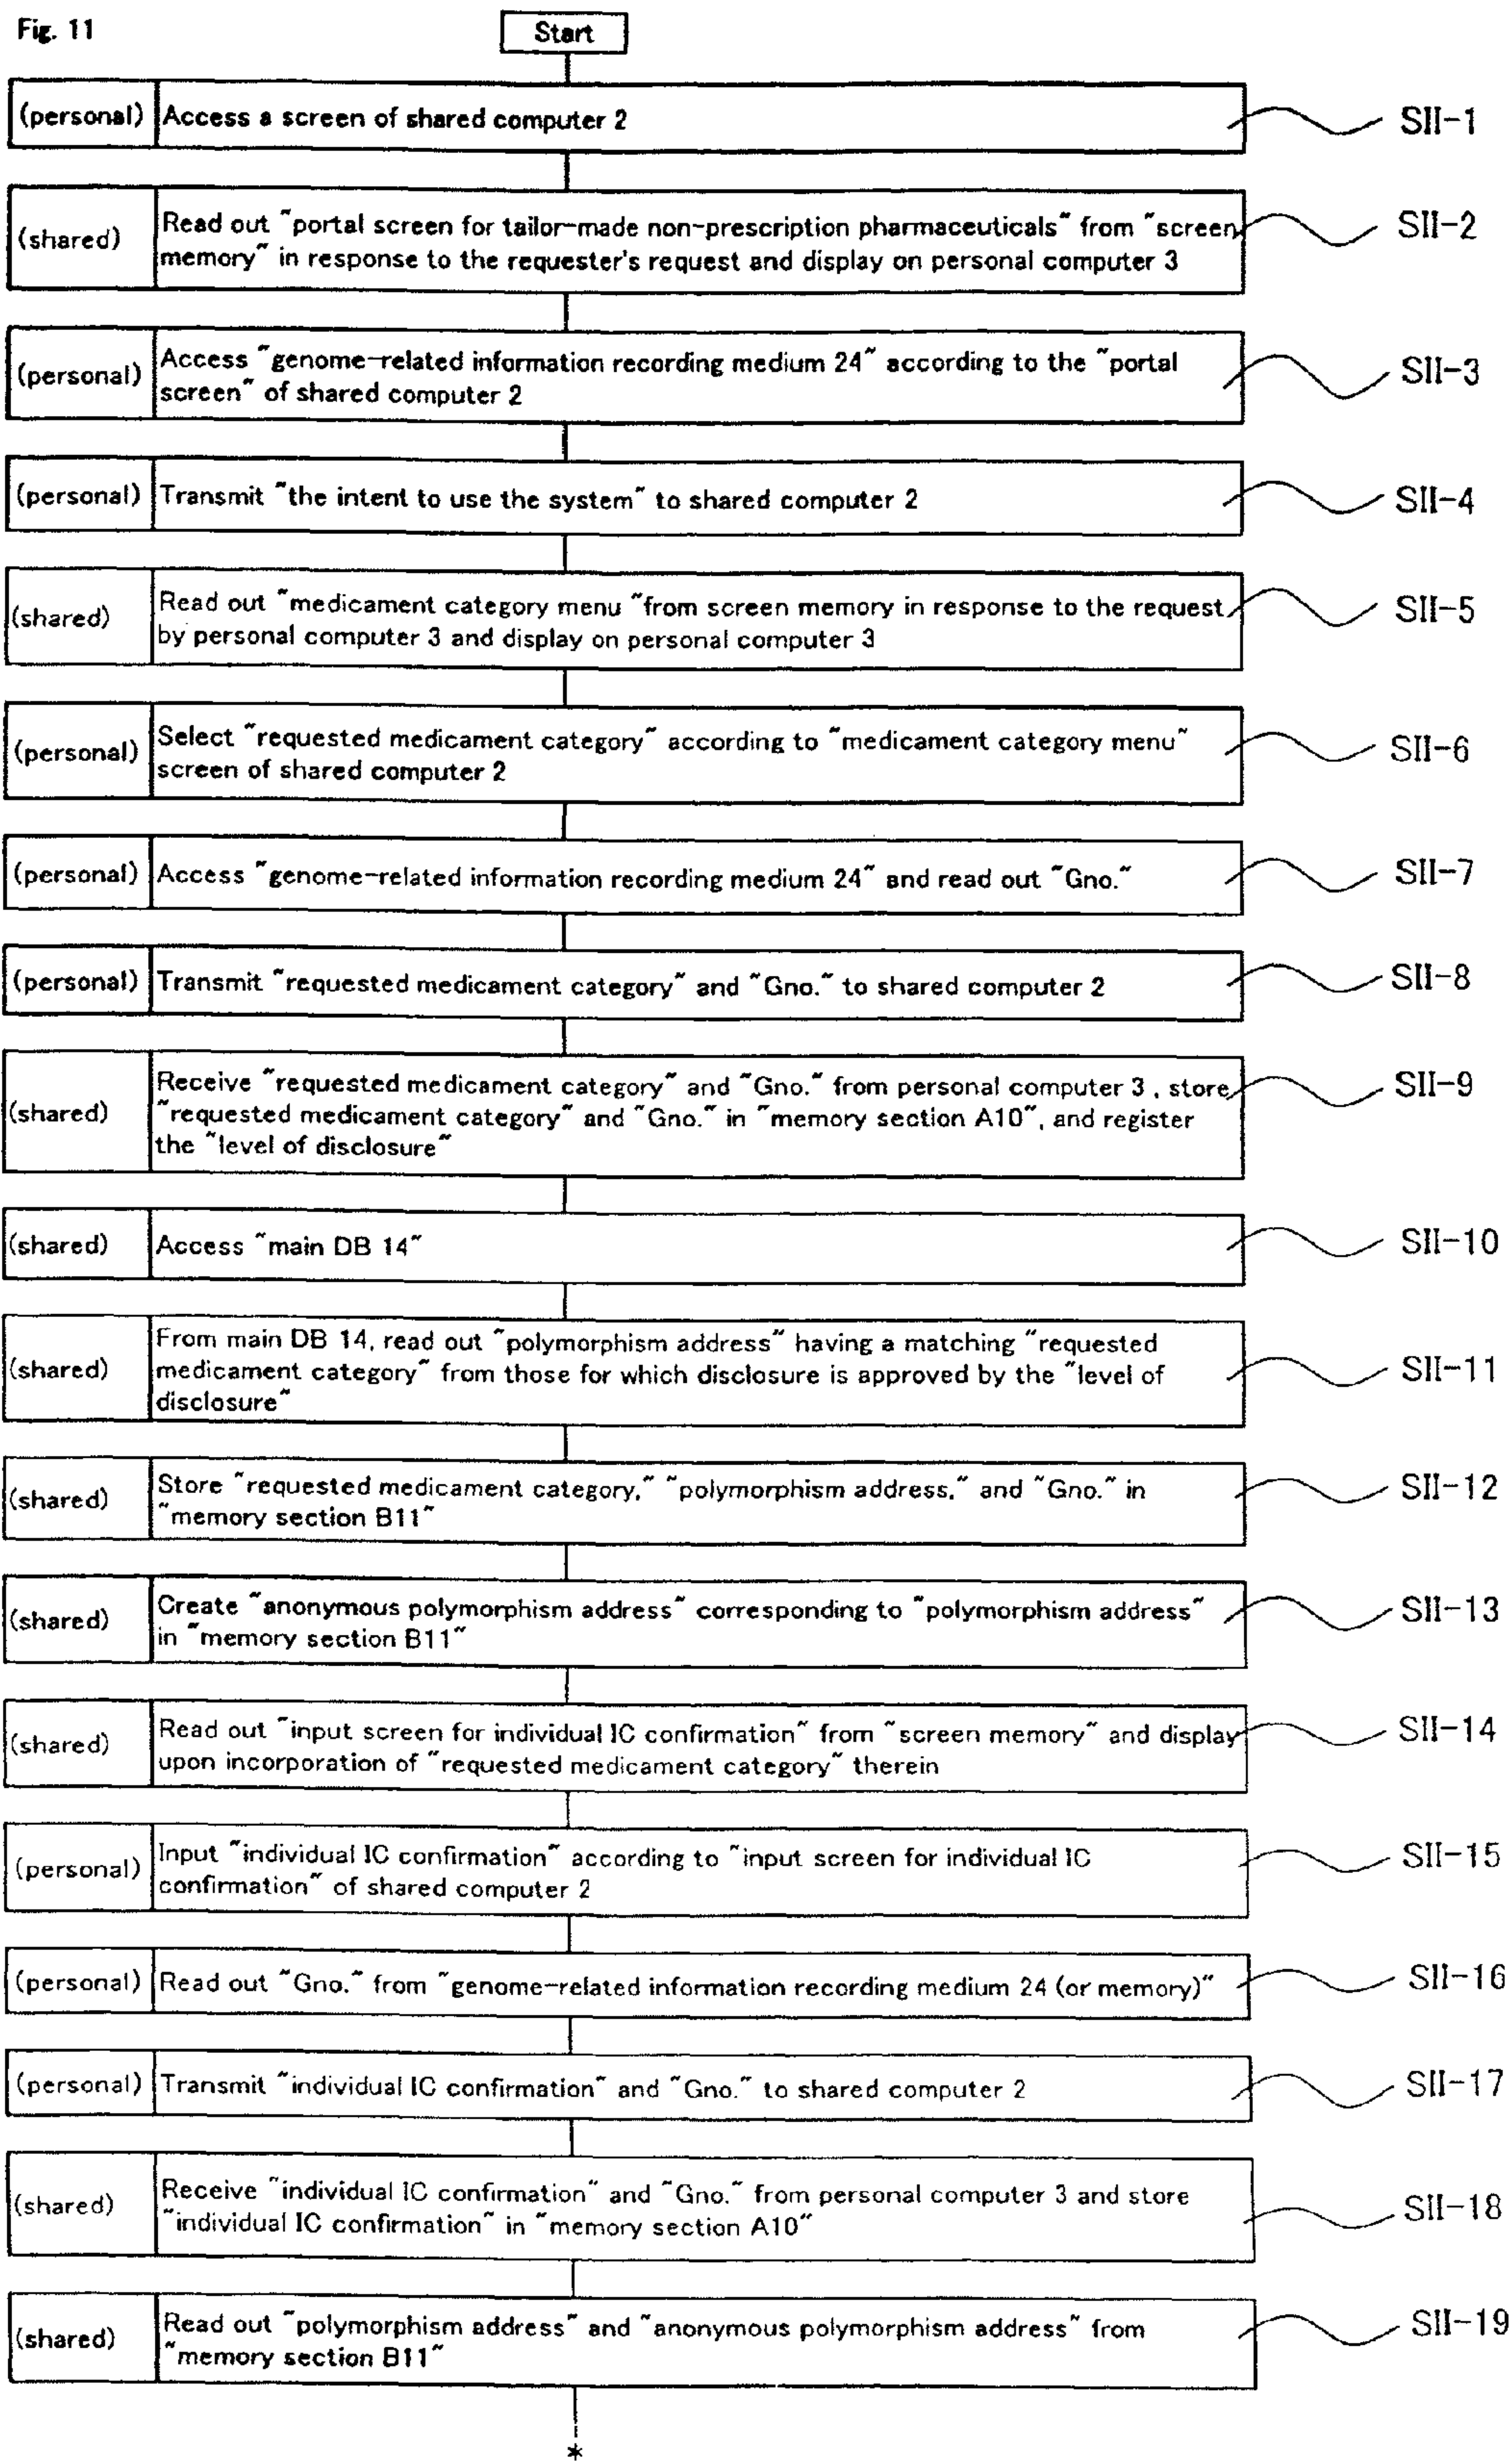 Fig. 11
Start
(personal) Access a screen of shared computer 2 SII-1
(shared) Read out "portal screen for tailor-made non-prescription pharmaceuticals" from "screen
memory" in response to the requester's request and display on personal computer 3 SII-2
(personal) Access "genome-related information recording medium 24" according to the "portal
screen" of shared computer 2 SII-3
(personal) Transmit "the intent to use the system" to shared computer 2 SII-4
(shared) Read out "medicament category menu "from screen memory in response to the request
by personal computer 3 and display on personal computer 3 SII-5
(personal) Select "requested medicament category" according to "medicament category menu"
screen of shared computer 2 SII-6
(personal) Access "genome-related information recording medium 24" and read out "Gno." SII-7
(personal) Transmit "requested medicament category" and "Gno." to shared computer 2 SII-8
(shared) Receive "requested medicament category" and "Gno." from personal computer 3 , store
"requested medicament category" and "Gno." in "memory section A10", and register
the "level of disclosure" SII-9
(shared) Access "main DB 14" SII-10
(shared) From main DB 14, read out "polymorphism address" having a matching "requested
medicament category" from those for which disclosure is approved by the "level of
disclosure" SII-11
(shared) Store "requested medicament category," "polymorphism address," and "Gno." in
"memory section B11" SII-12
(shared) Create "anonymous polymorphism address" corresponding to "polymorphism address"
in "memory section B11" SII-13
(shared) Read out "input screen for individual IC confirmation" from "screen memory" and display
upon incorporation of "requested medicament category" therein SII-14
(personal) Input "individual IC confirmation" according to "input screen for individual IC
confirmation" of shared computer 2 SII-15
(personal) Read out "Gno." from "genome-related information recording medium 24 (or memory)" SII-16
(personal) Transmit "individual IC confirmation" and "Gno." to shared computer 2 SII-17
(shared) Receive "individual IC confirmation" and "Gno." from personal computer 3 and store
"individual IC confirmation" in "memory section A10" SII-18
(shared) Read out "polymorphism address" and "anonymous polymorphism address" from
"memory section B11" SII-19
*